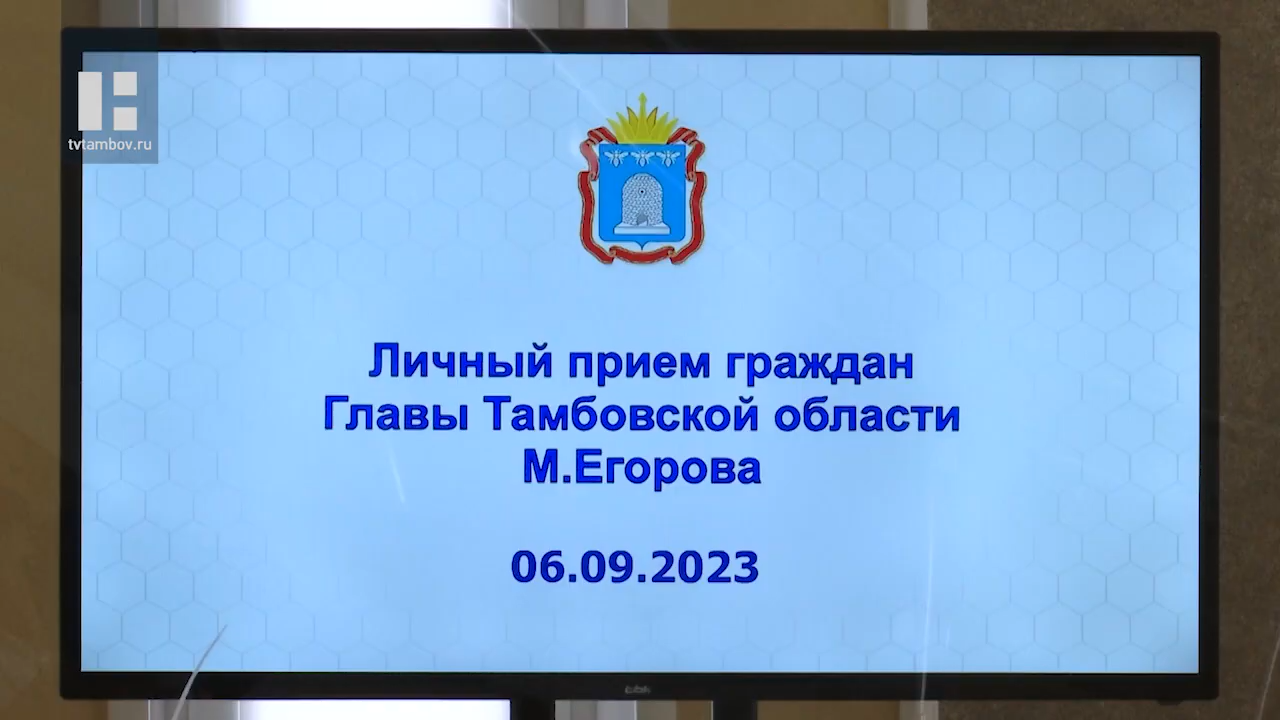 tvtambov.ru
Личный прием граждан
Главы Тамбовской области
М.Егорова
06.09.2023